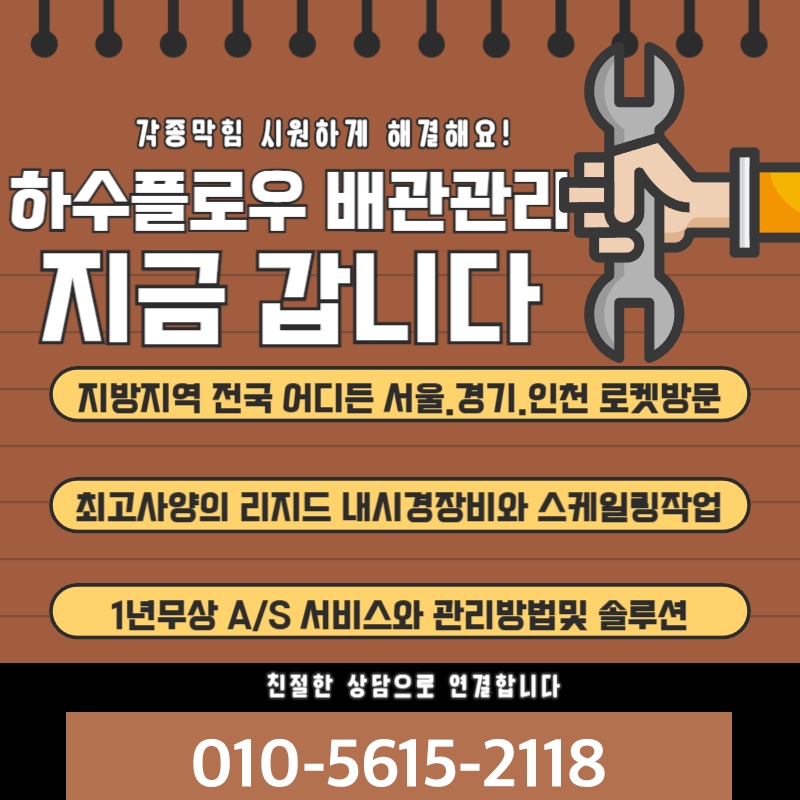 각종막힘 시원하게 해결해요!
하수플로우 배관관리
지금 갑니다
지방지역 전국 어디든 서울.경기.인천 로켓방문
최고사양의 리지드 내시경장비와 스케일링작업
1년무상 A/S 서비스와 관리방법및 솔루션
친절한 상담으로 연결합니다
010-5615-2118